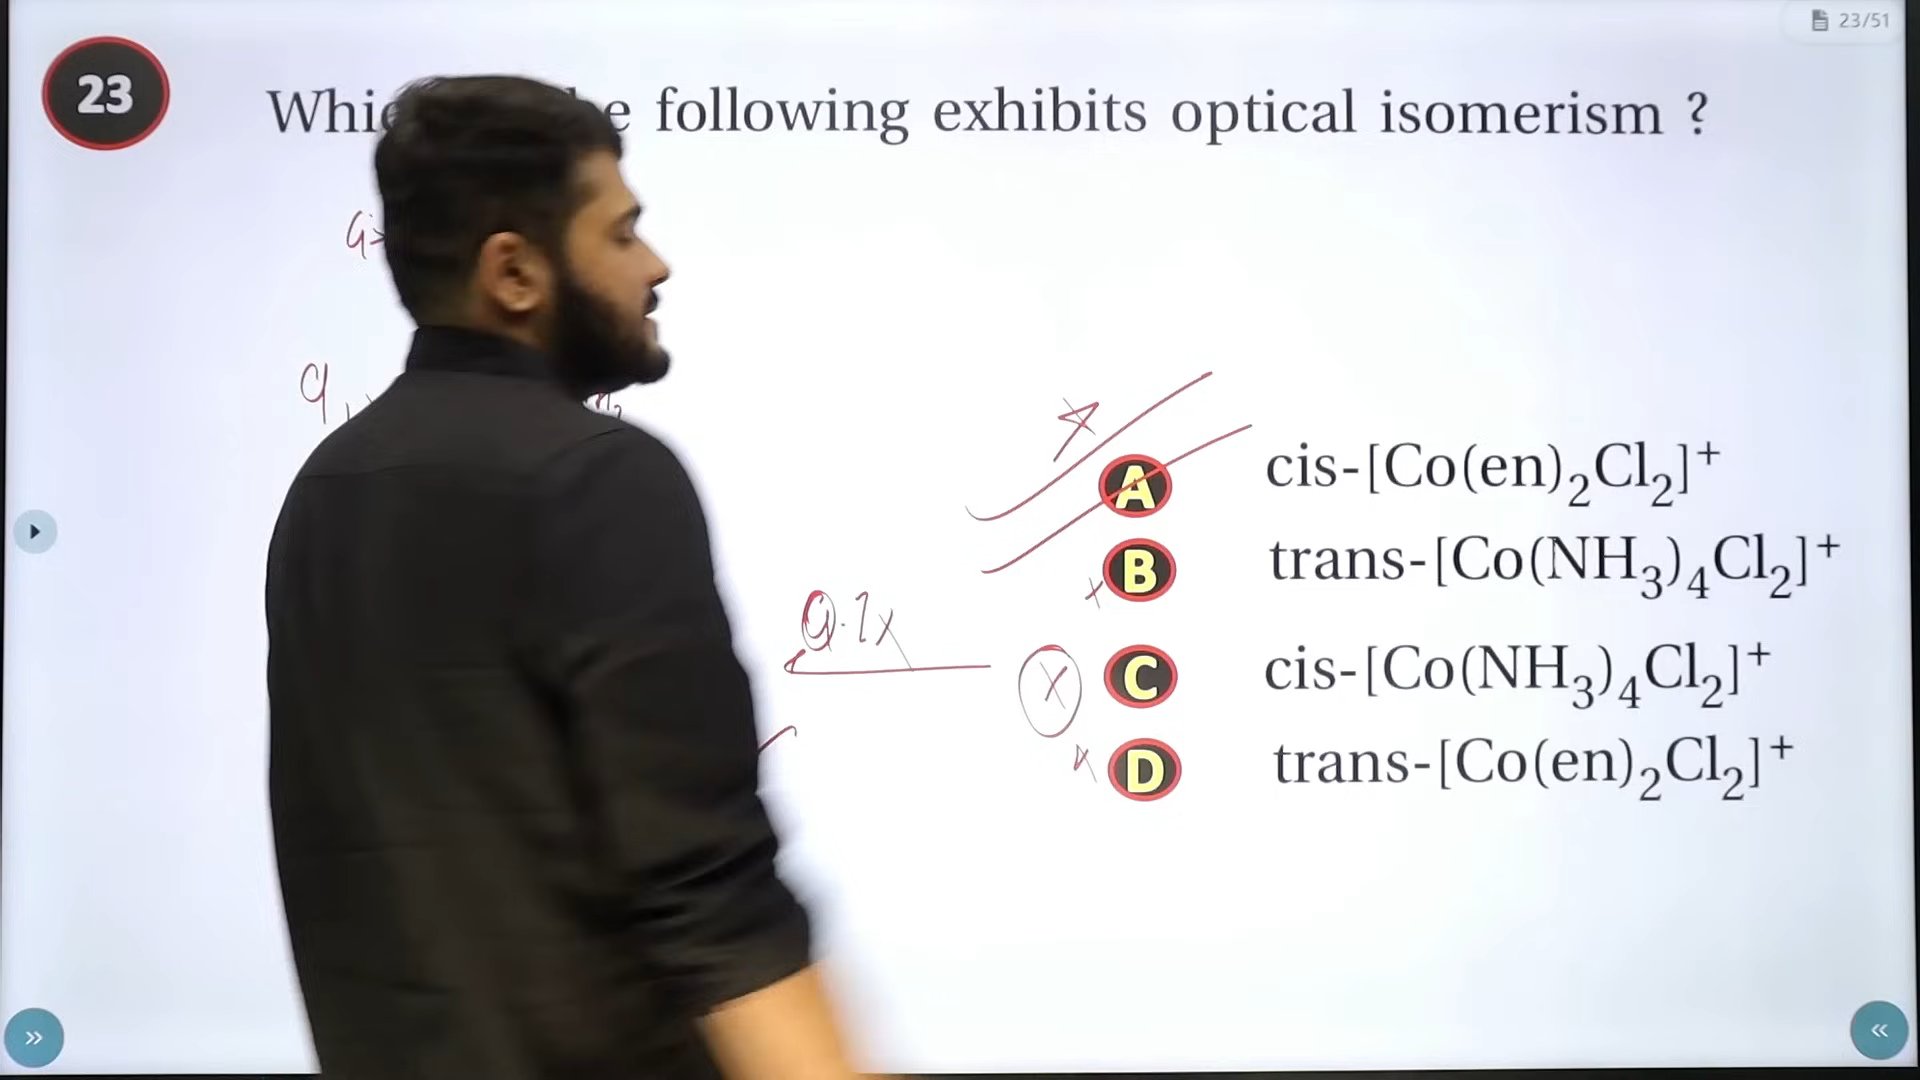 23/51
23
following exhibits optical isomerism ?
A cis-[Co(en)₂Cl₂]⁺
B trans-[Co(NH₃)₄Cl₂]⁺
C cis-[Co(NH₃)₄Cl₂]⁺
D trans-[Co(en)₂Cl₂]⁺